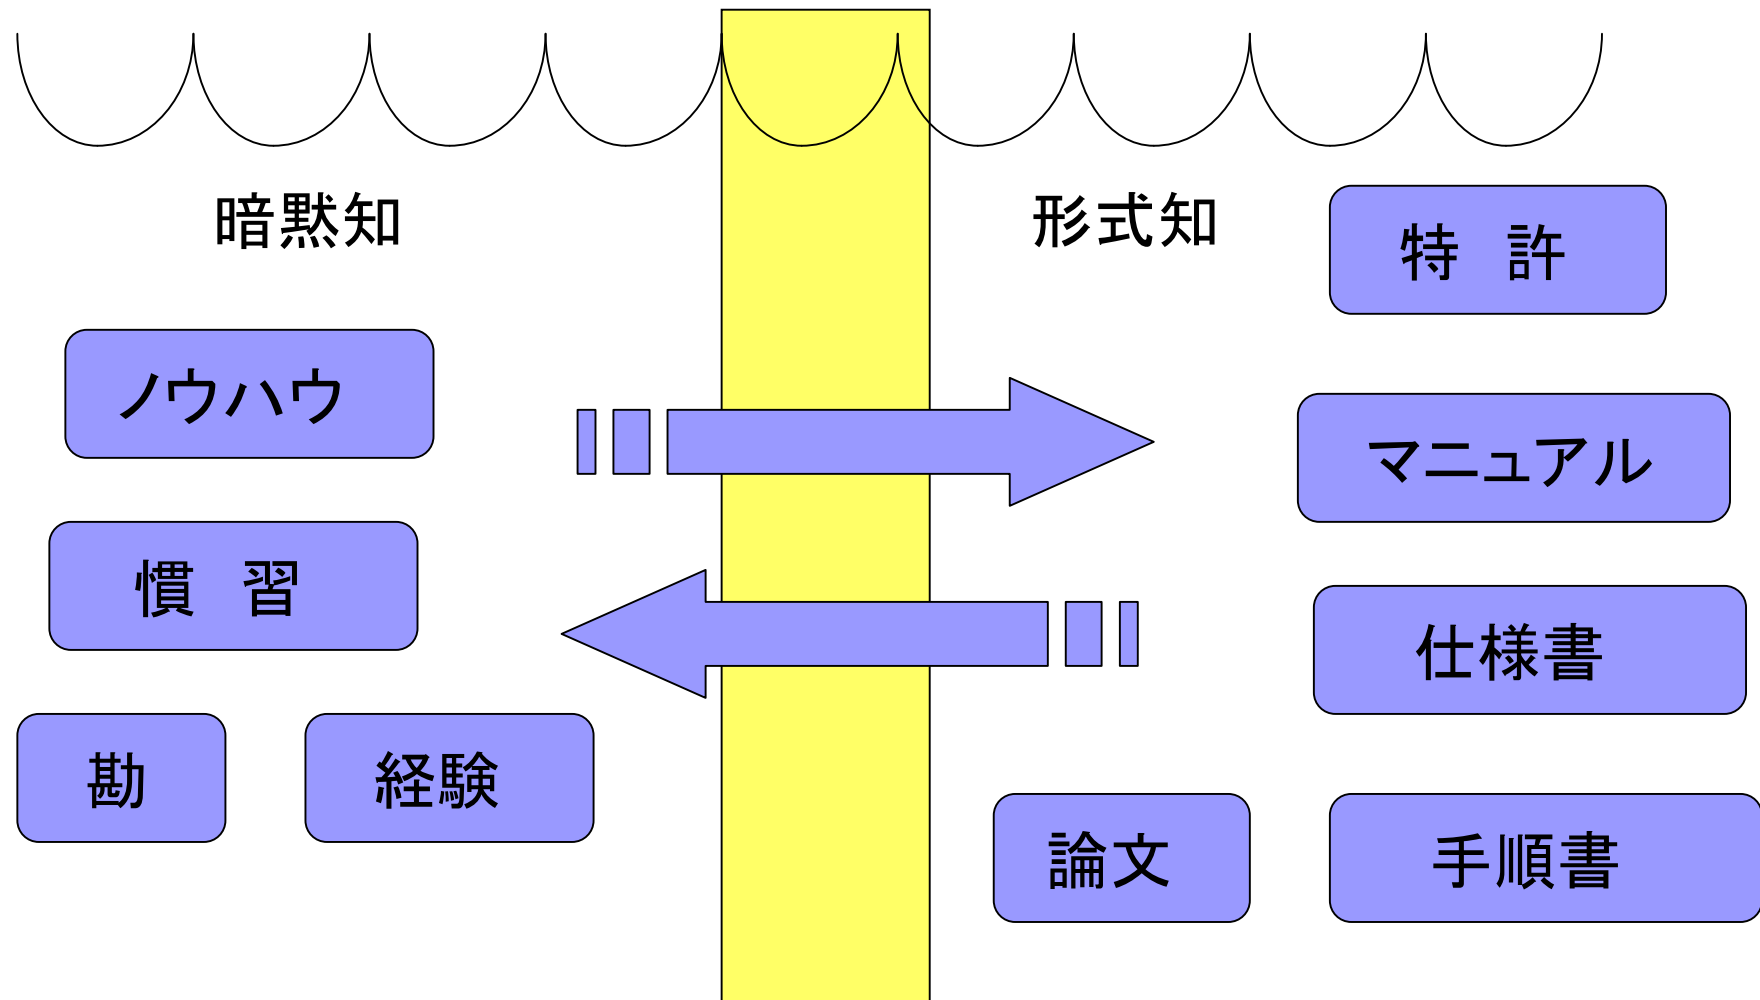 暗黙知
形式知
特　許
ノウハウ
マニュアル
慣　習
仕様書
勘
経験
論文
手順書